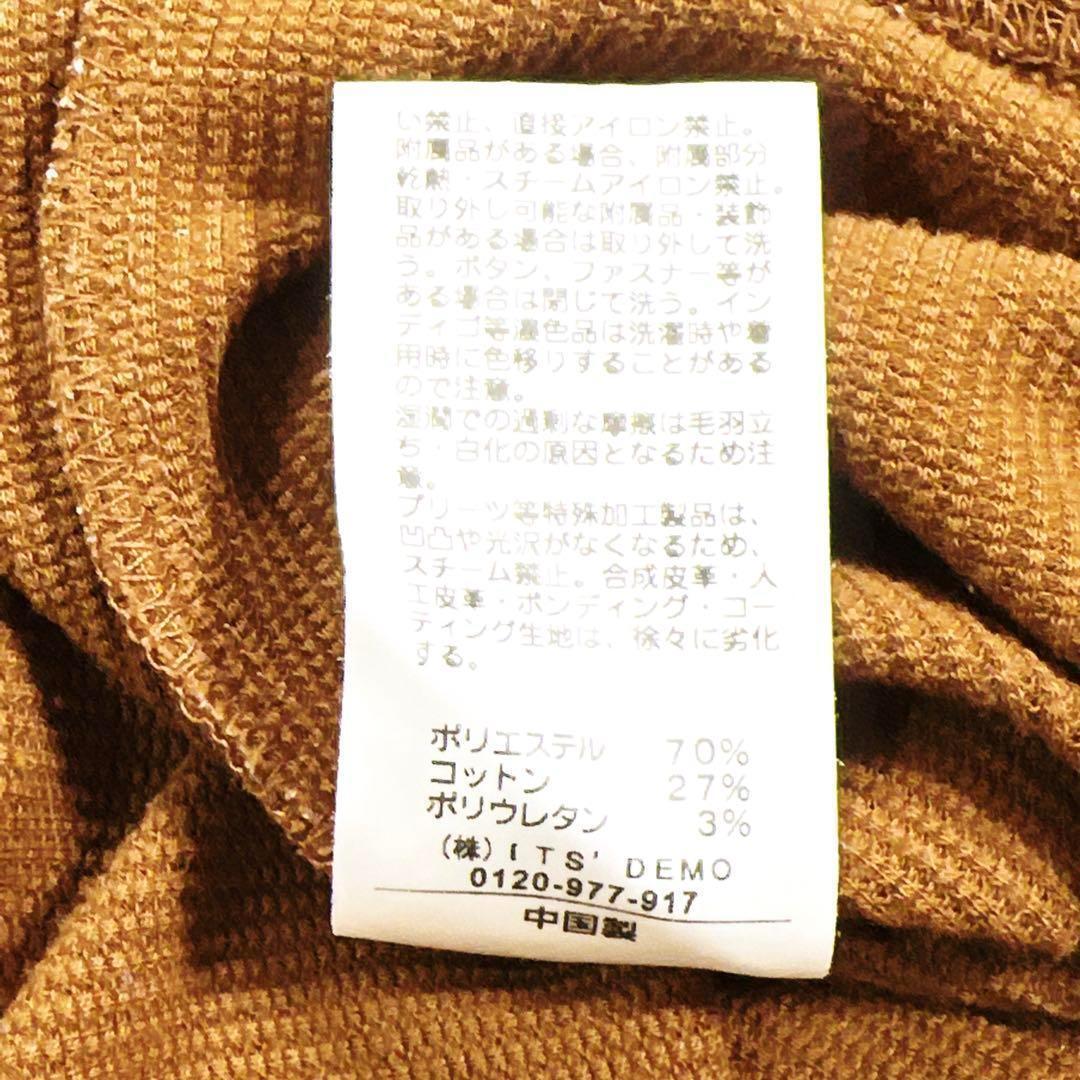 い禁止、直接アイロン禁止。
附属品がある場合、附属部分
乾熱・スチームアイロン禁止。
取り外し可能な附属品・装飾
品がある場合は取り外して洗
う。ボタン、ファスナー等が
ある場合は閉じて洗う。イン
ディゴ等濃色品は洗濯時や着
用時に色移りすることがある
ので注意。
湿潤での過剰な摩擦は毛羽立
ち・白化の原因となるため注
意。
プリーツ等特殊加工製品は、
凹凸や光沢がなくなるため、
スチーム禁止。合成皮革・人
工皮革・ボンディング・コー
ティング生地は、徐々に劣化
する。
ポリエステル 70%
コットン 27%
ポリウレタン 3%
(株)ITS' DEMO
0120-977-917
中国製